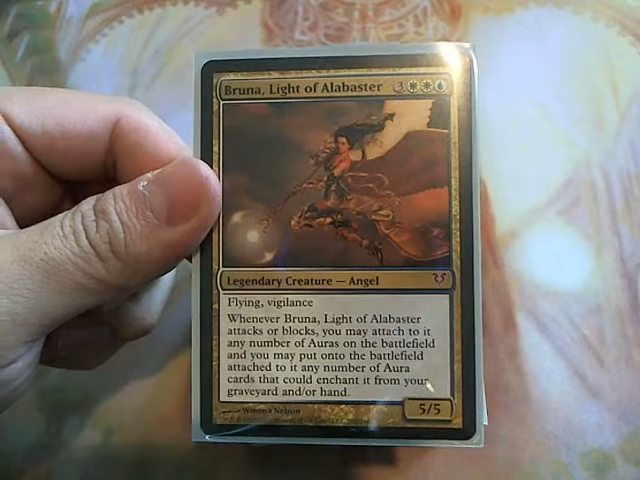 Bruna, Light of Alabaster 3
Legendary Creature — Angel
Flying, vigilance
Whenever Bruna, Light of Alabaster
attacks or blocks, you may attach to it
any number of Auras on the battlefield
and you may put onto the battlefield
attached to it any number of Aura
cards that could enchant it from your
graveyard and/or hand.
Winona Nelson
5/5